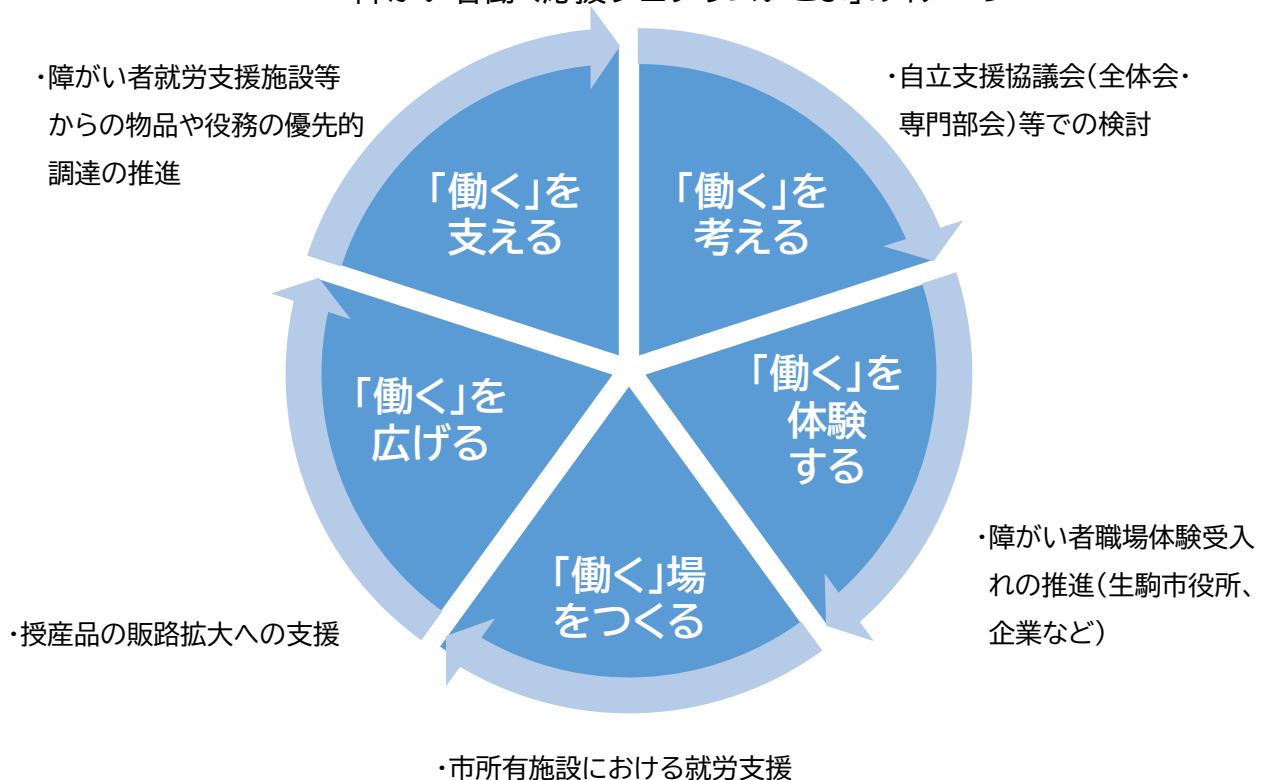 ・自立支援協議会(全体会・
専門部会)等での検討
・障がい者就労支援施設等
からの物品や役務の優先的
調達の推進
「働く」を
支える
「働く」を
考える
「働く」を
体験
する
「働く」を
広げる
「働く」場
をつくる
・障がい者職場体験受入
れの推進(生駒市役所、
企業など)
・授産品の販路拡大への支援
・市所有施設における就労支援